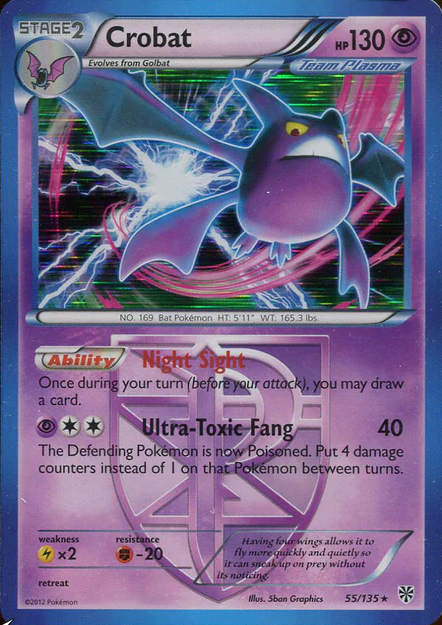 STAGE2
Crobat
HP130
Evolves from Golbat
Team Plasma
NO. 169 Bat Pokémon HT: 5'11" WT: 165.3 lbs.
Ability Night Sight
Once during your turn (before your attack), you may draw
a card.
Ultra-Toxic Fang 40
The Defending Pokémon is now Poisoned. Put 4 damage
counters instead of 1 on that Pokémon between turns.
weakness
×2
resistance
-20
retreat
Having four wings allows it to
fly more quickly and quietly so
it can sneak up on prey without
its noticing.
©2012 Pokémon
Illus. 5ban Graphics
55/135★